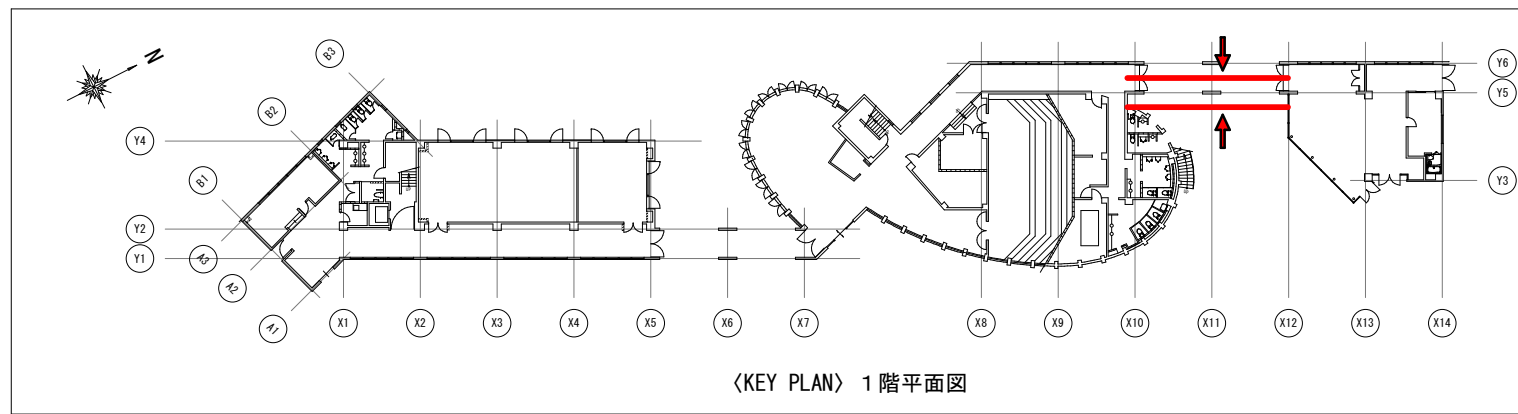 N
B3
B2
B1
A3
A2
A1
Y4
Y2
Y1
Y6
Y5
Y3
X1
X2
X3
X4
X5
X6
X7
X8
X9
X10
X11
X12
X13
X14
〈KEY PLAN〉 1階平面図